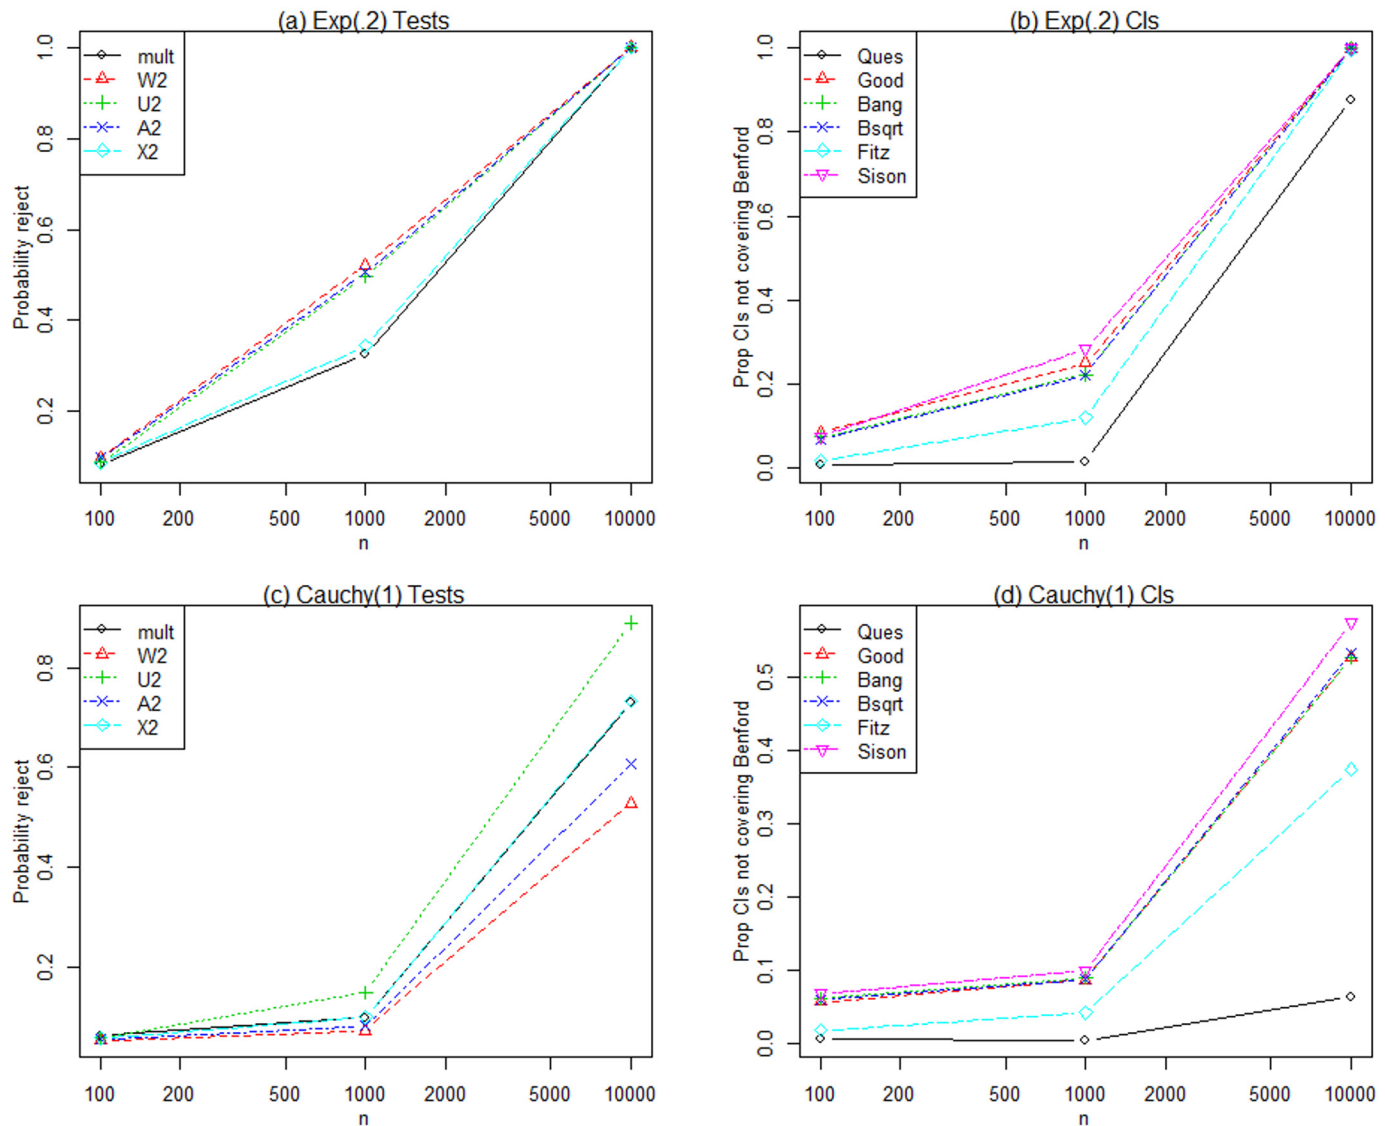 (a) Exp(.2) Tests
Probability reject
1.0
0.8
0.6
0.4
0.2
mult
W2
U2
A2
X2
100 200 500 1000 2000 5000 10000
n
(b) Exp(.2) CIs
Prop CIs not covering Benford
1.0
0.8
0.6
0.4
0.2
0.0
Ques
Good
Bang
Bsqrt
Fitz
Sison
100 200 500 1000 2000 5000 10000
n
(c) Cauchy(1) Tests
Probability reject
0.8
0.6
0.4
0.2
mult
W2
U2
A2
X2
100 200 500 1000 2000 5000 10000
n
(d) Cauchy(1) CIs
Prop CIs not covering Benford
0.5
0.4
0.3
0.2
0.1
0.0
Ques
Good
Bang
Bsqrt
Fitz
Sison
100 200 500 1000 2000 5000 10000
n